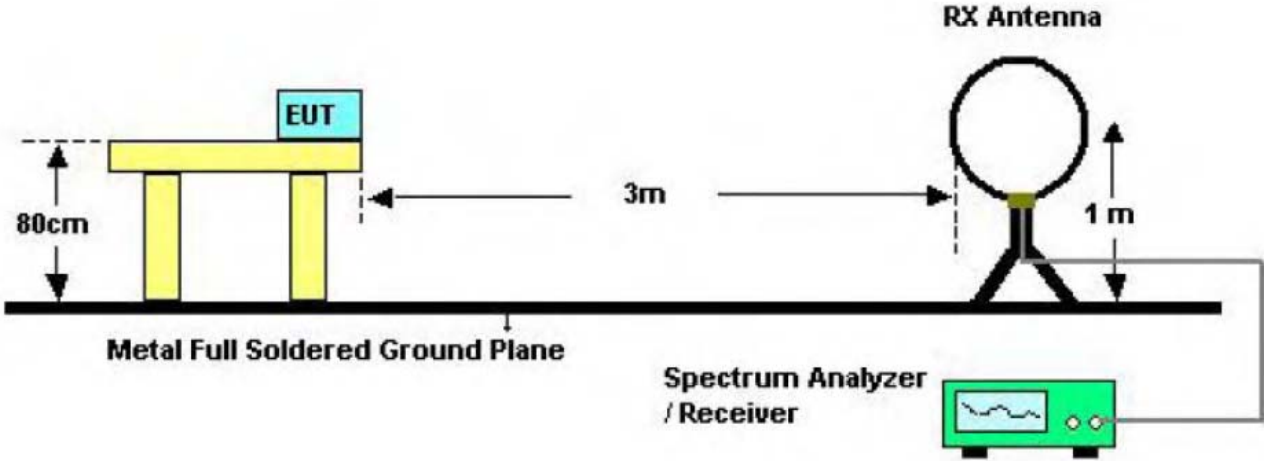 RX Antenna
EUT
80cm
3m
1 m
Metal Full Soldered Ground Plane
Spectrum Analyzer
/ Receiver